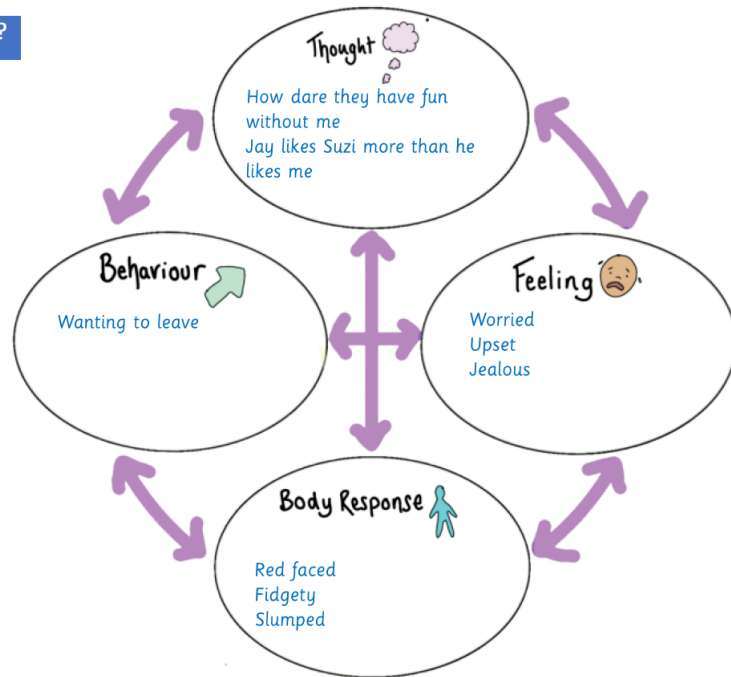 ?
Thought
How dare they have fun
without me
Jay likes Suzi more than he
likes me
Behaviour
Wanting to leave
Feeling
Worried
Upset
Jealous
Body Response
Red faced
Fidgety
Slumped